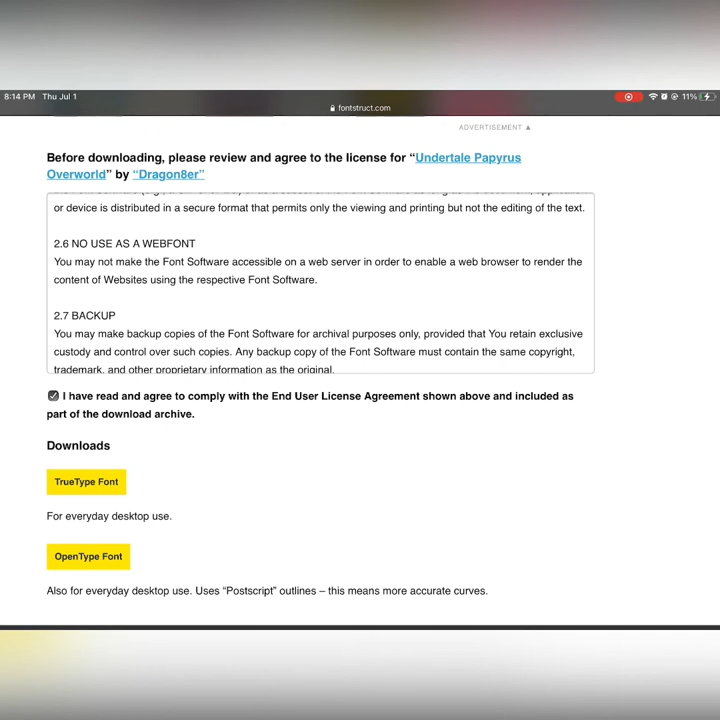 8:14 PM Thu Jul 1
11%
fontstruct.com
ADVERTISEMENT ▲
Before downloading, please review and agree to the license for “Undertale Papyrus
Overworld” by “Dragon8er”
or device is distributed in a secure format that permits only the viewing and printing but not the editing of the text.
2.6 NO USE AS A WEBFONT
You may not make the Font Software accessible on a web server in order to enable a web browser to render the
content of Websites using the respective Font Software.
2.7 BACKUP
You may make backup copies of the Font Software for archival purposes only, provided that You retain exclusive
custody and control over such copies. Any backup copy of the Font Software must contain the same copyright,
trademark, and other proprietary information as the original.
I have read and agree to comply with the End User License Agreement shown above and included as
part of the download archive.
Downloads
TrueType Font
For everyday desktop use.
OpenType Font
Also for everyday desktop use. Uses “Postscript” outlines – this means more accurate curves.